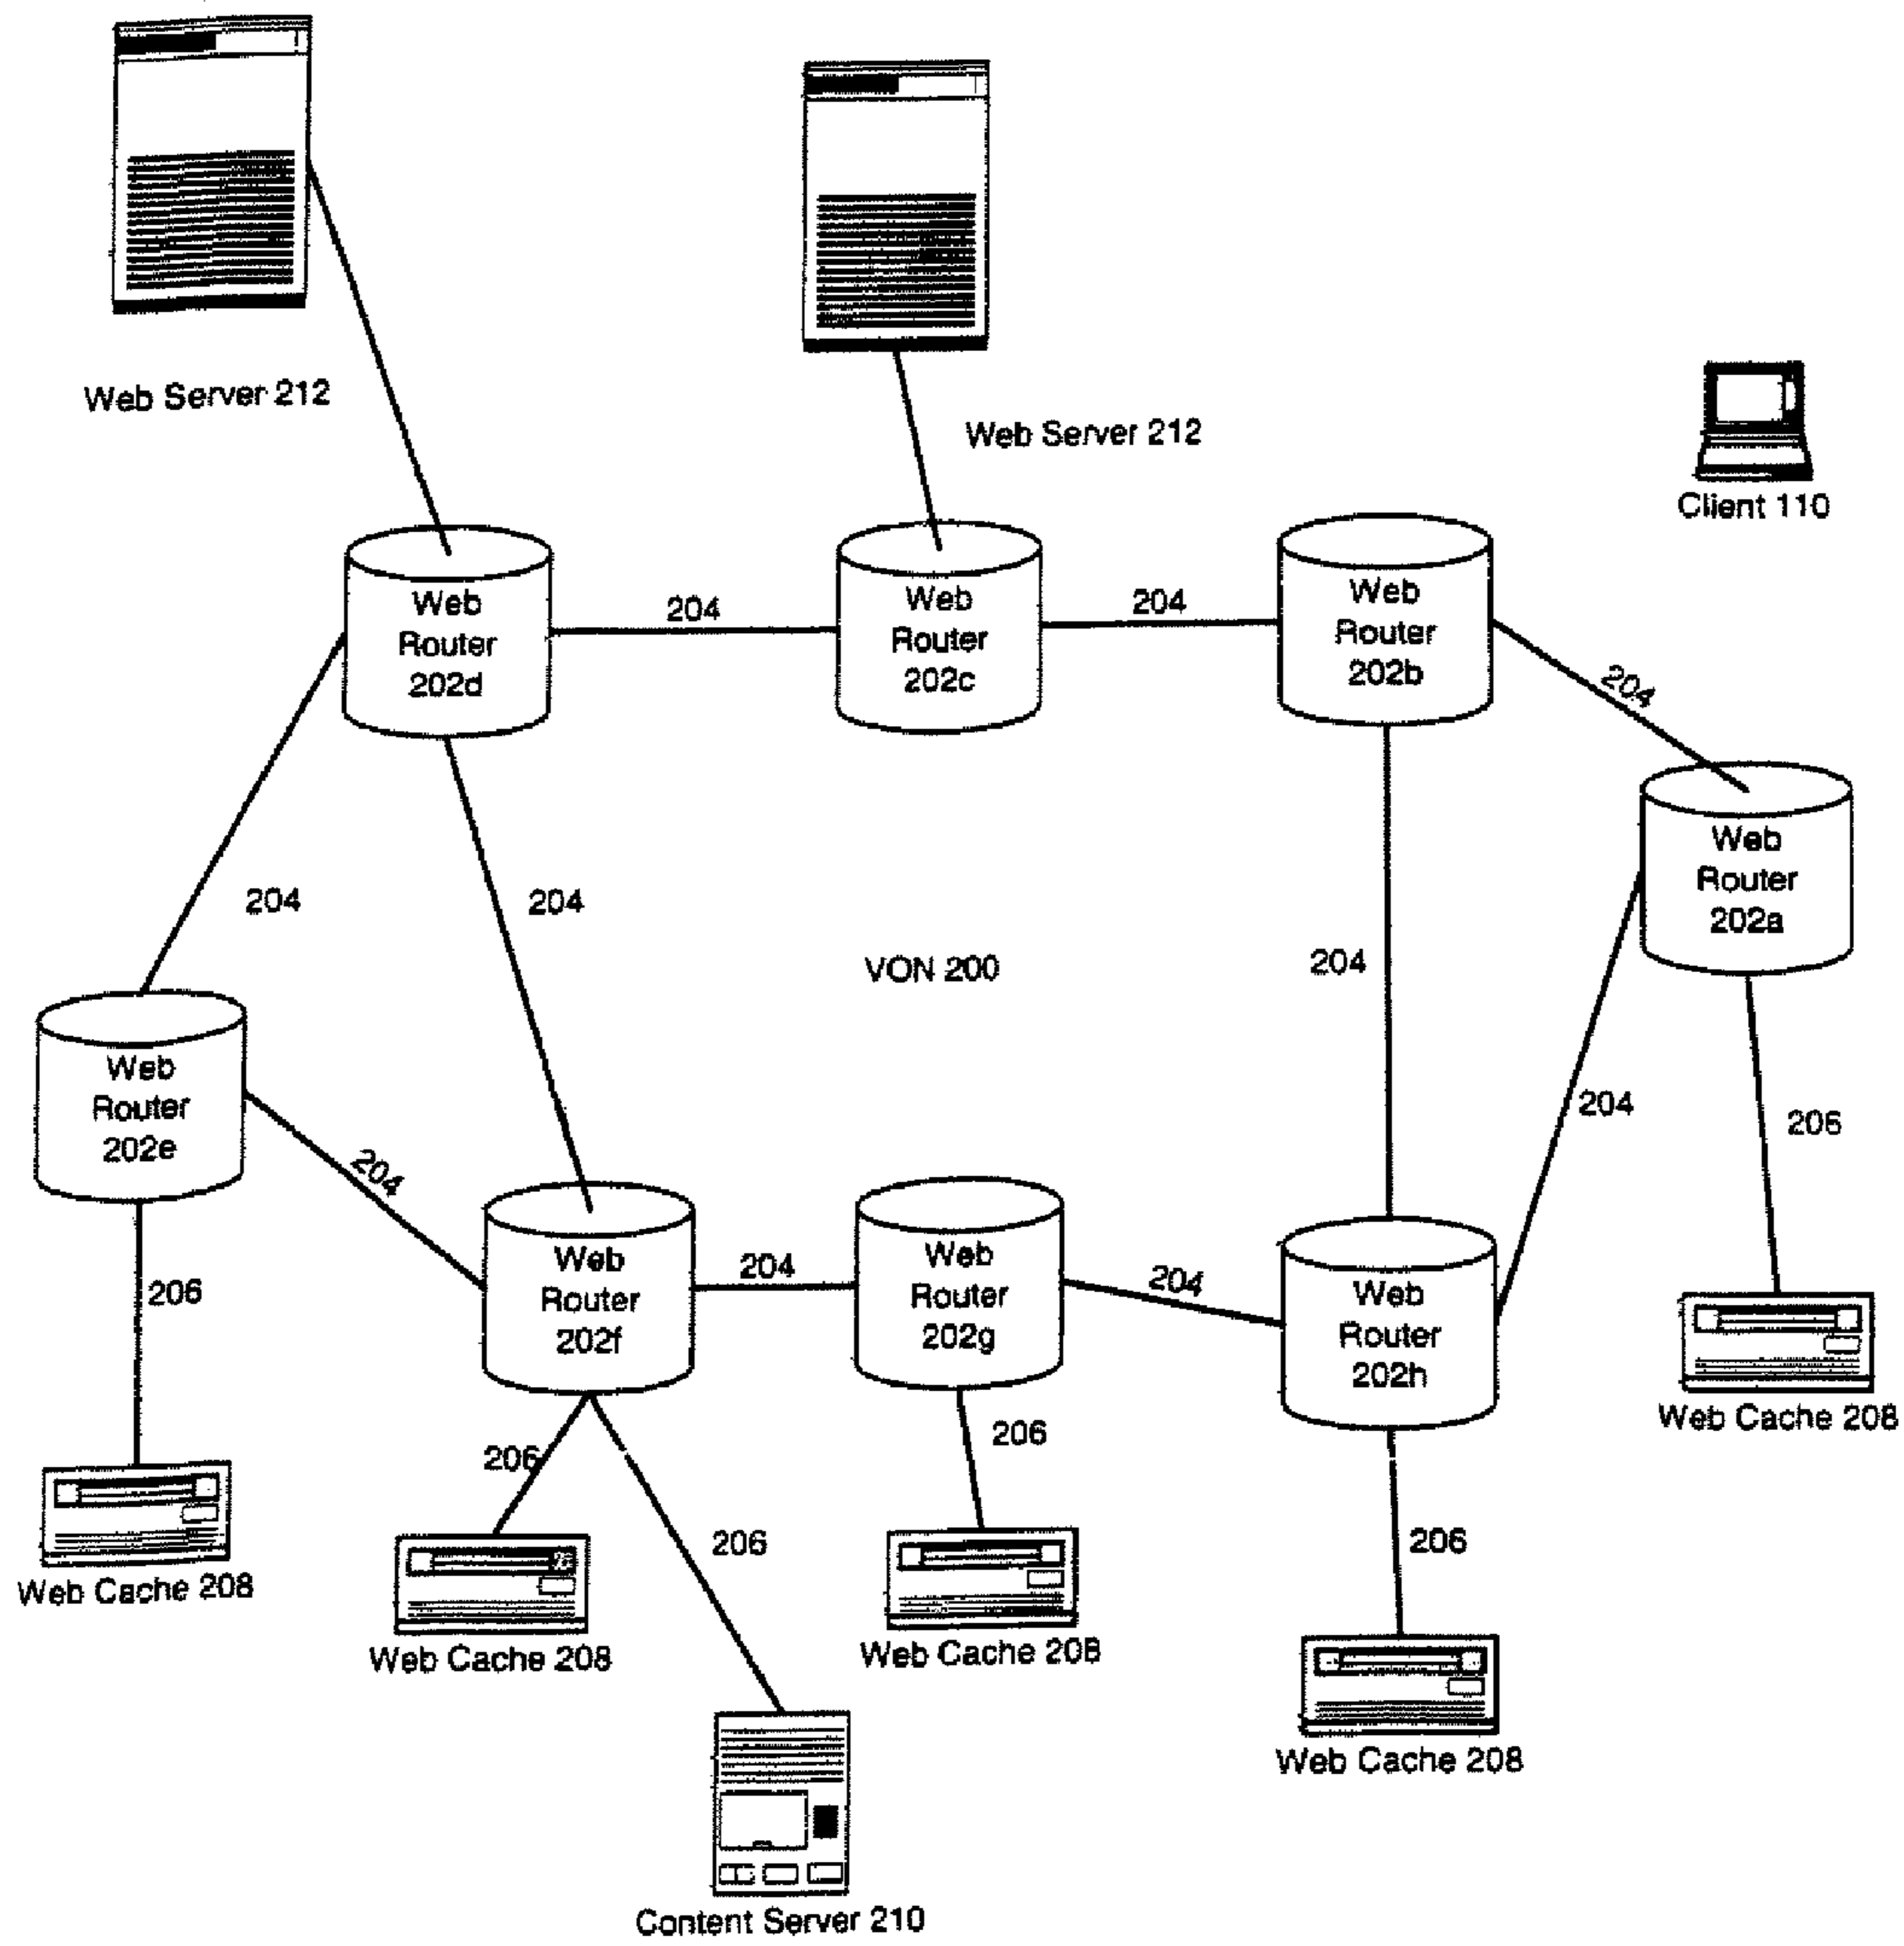 Web Server 212
Web Server 212
Client 110
Web
Router
202d
204
Web
Router
202c
204
Web
Router
202b
204
Web
Router
202a
204
204
VON 200
204
204
206
Web
Router
202e
204
206
Web
Router
202f
204
Web
Router
202g
204
Web
Router
202h
Web Cache 208
206
206
206
206
Web Cache 208
Web Cache 208
Web Cache 208
Web Cache 208
Content Server 210